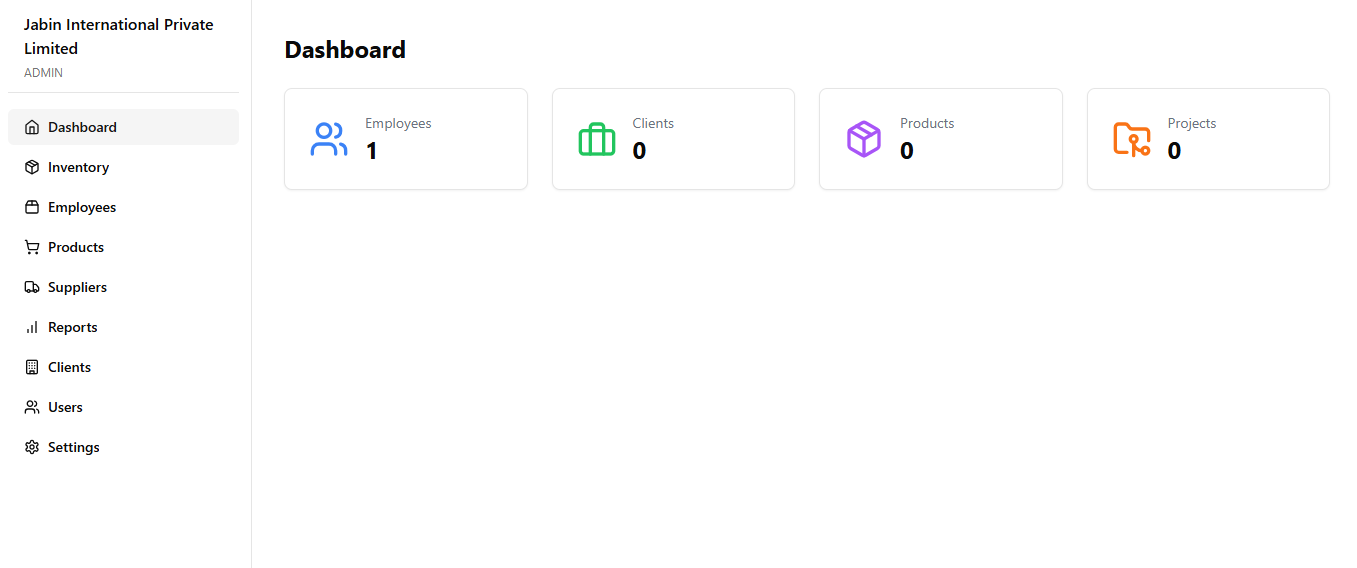 Jabin International Private
Limited
ADMIN
Dashboard
Inventory
Employees
Products
Suppliers
Reports
Clients
Users
Settings
Dashboard
Employees
1
Clients
0
Products
0
Projects
0